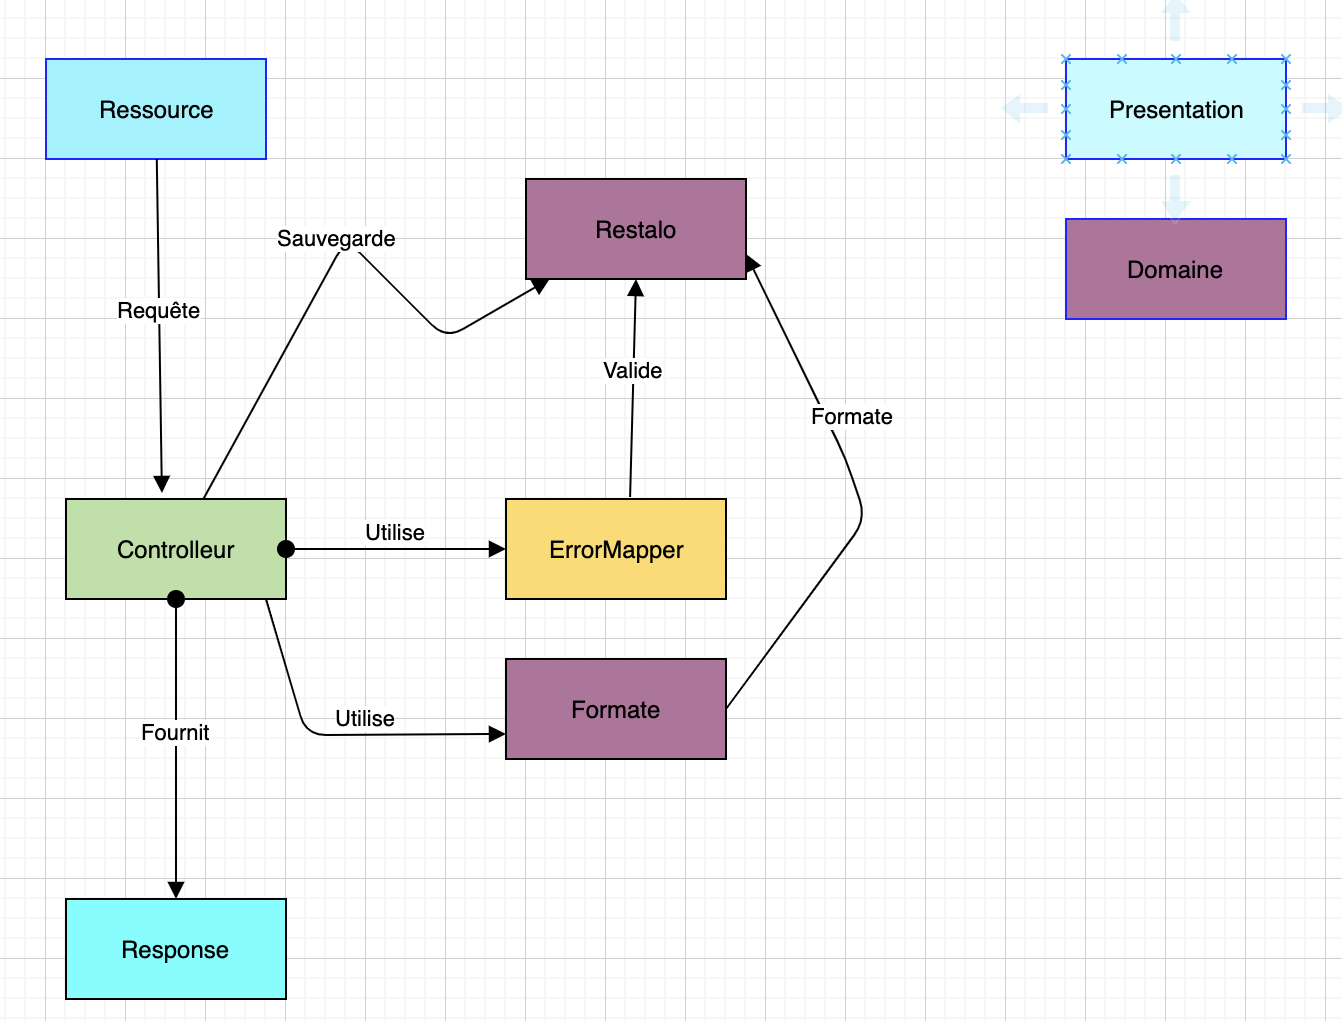 Ressource
Presentation
Restalo
Sauvegarde
Domaine
Requête
Valide
Formate
Utilise
Controlleur
ErrorMapper
Formate
Utilise
Fournit
Response